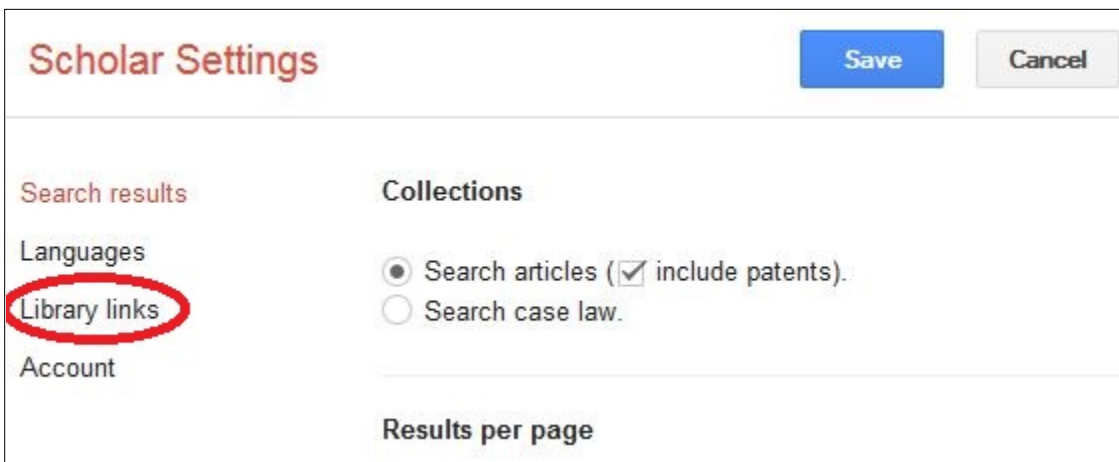 Scholar Settings
Save
Cancel
Search results
Languages
Library links
Account
Collections
Search articles (include patents).
Search case law.
Results per page